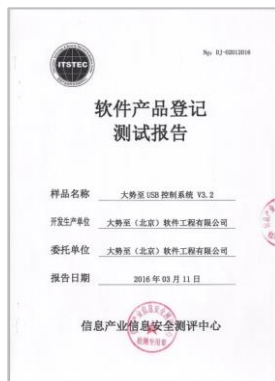 ITSTEC
No: DJ-02012016
软件产品登记
测试报告
样品名称 大势至USB控制系统 V3.2
开发生产单位 大势至（北京）软件工程有限公司
委托单位 大势至（北京）软件工程有限公司
报告日期 2016年03月11日
信息产业信息安全测评中心